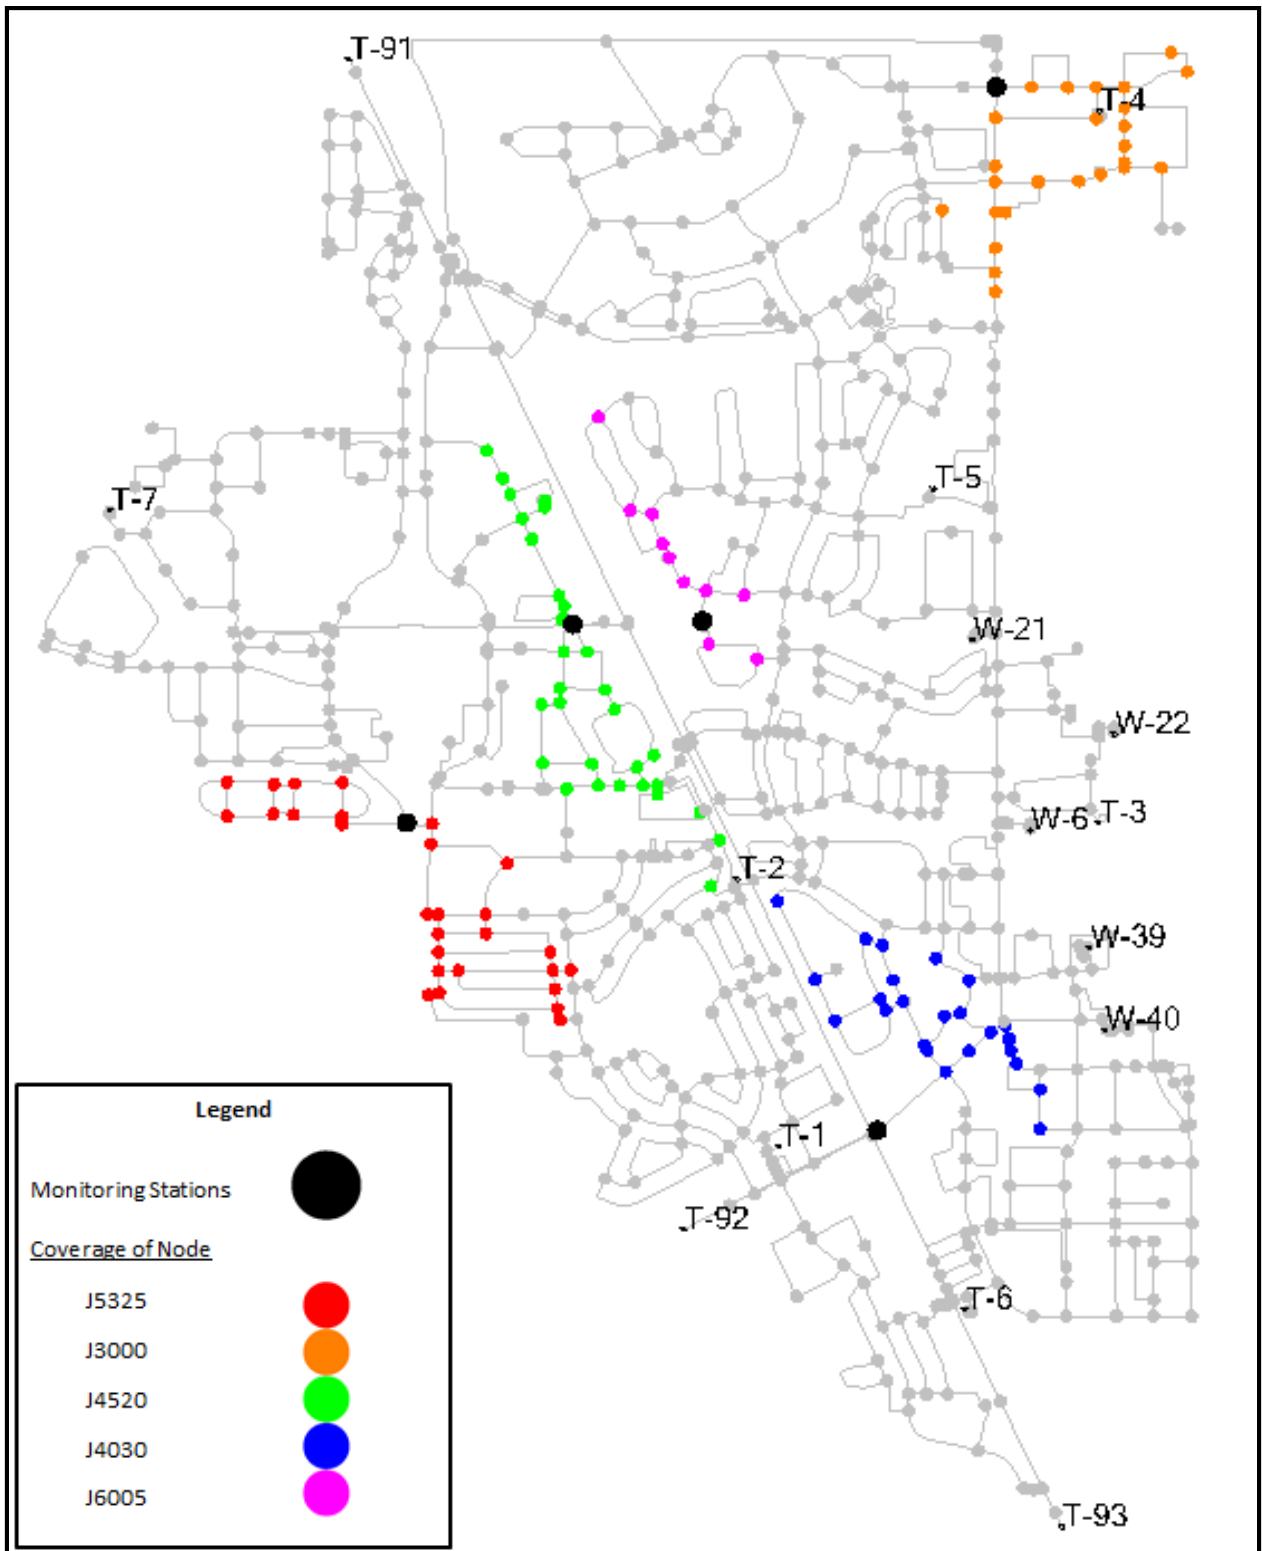 T-91
T-4
T-5
T-7
W-21
W-22
W-6
T-3
T-2
W-39
W-40
T-1
T-92
T-6
T-93
Legend
Monitoring Stations
Coverage of Node
J5325
J3000
J4520
J4030
J6005